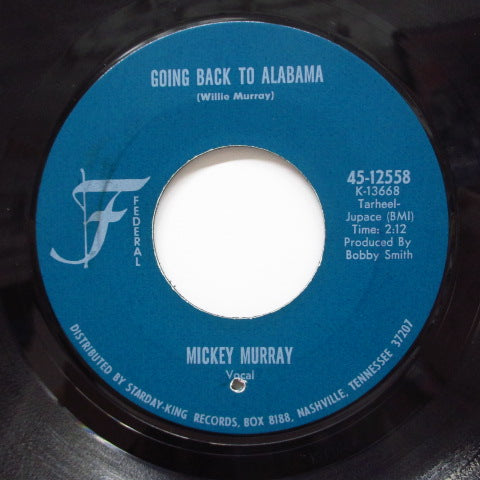 GOING BACK TO ALABAMA
(Willie Murray)
F
FEDERAL
45-12558
K-13668
Tarheel-
Jupace (BMI)
Time: 2:12
Produced By
Bobby Smith
MICKEY MURRAY
Vocal
DISTRIBUTED BY STARDAY-KING RECORDS, BOX 8188, NASHVILLE, TENNESSEE 37207